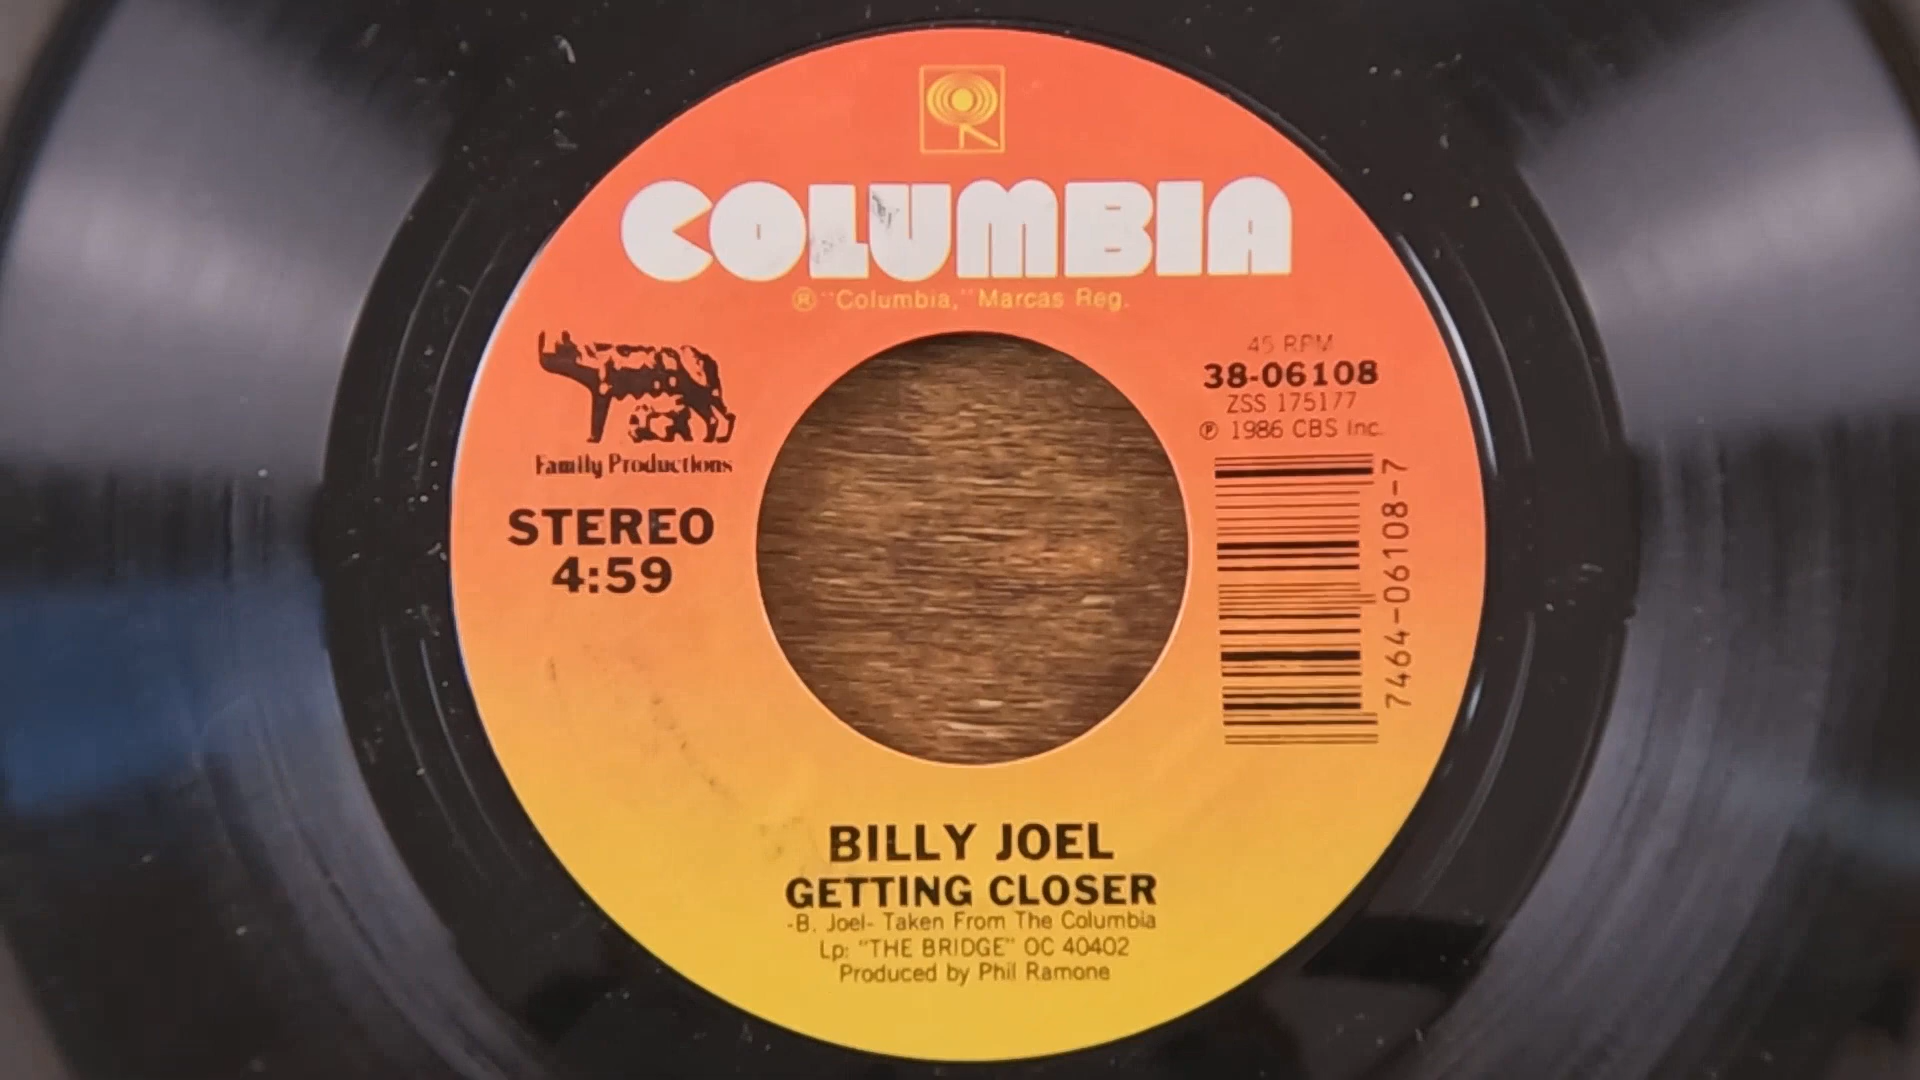 COLUMBIA
® "Columbia," Marcas Reg.
Family Productions
STEREO
4:59
45 RPM
38-06108
ZSS 175177
℗ 1986 CBS Inc.
7464-06108-7
BILLY JOEL
GETTING CLOSER
-B. Joel- Taken From The Columbia
Lp: "THE BRIDGE" OC 40402
Produced by Phil Ramone